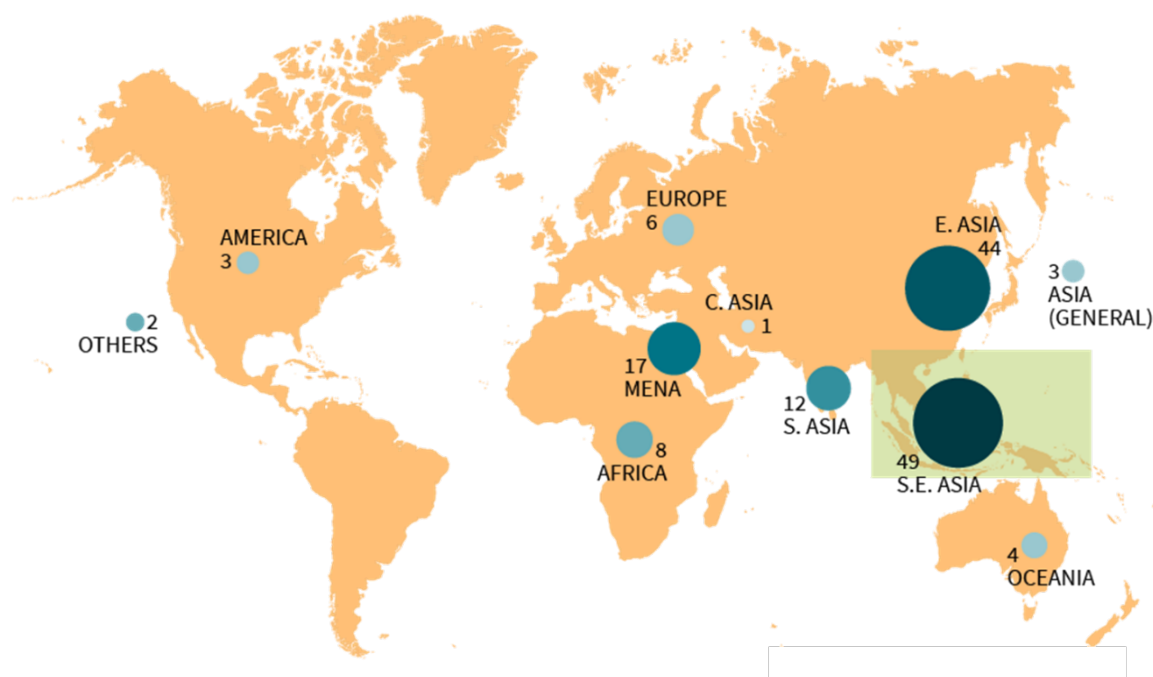 EUROPE
6
E. ASIA
44
AMERICA
3
3
ASIA
(GENERAL)
C. ASIA
1
2
OTHERS
17
MENA
12
S. ASIA
8
AFRICA
49
S.E. ASIA
4
OCEANIA